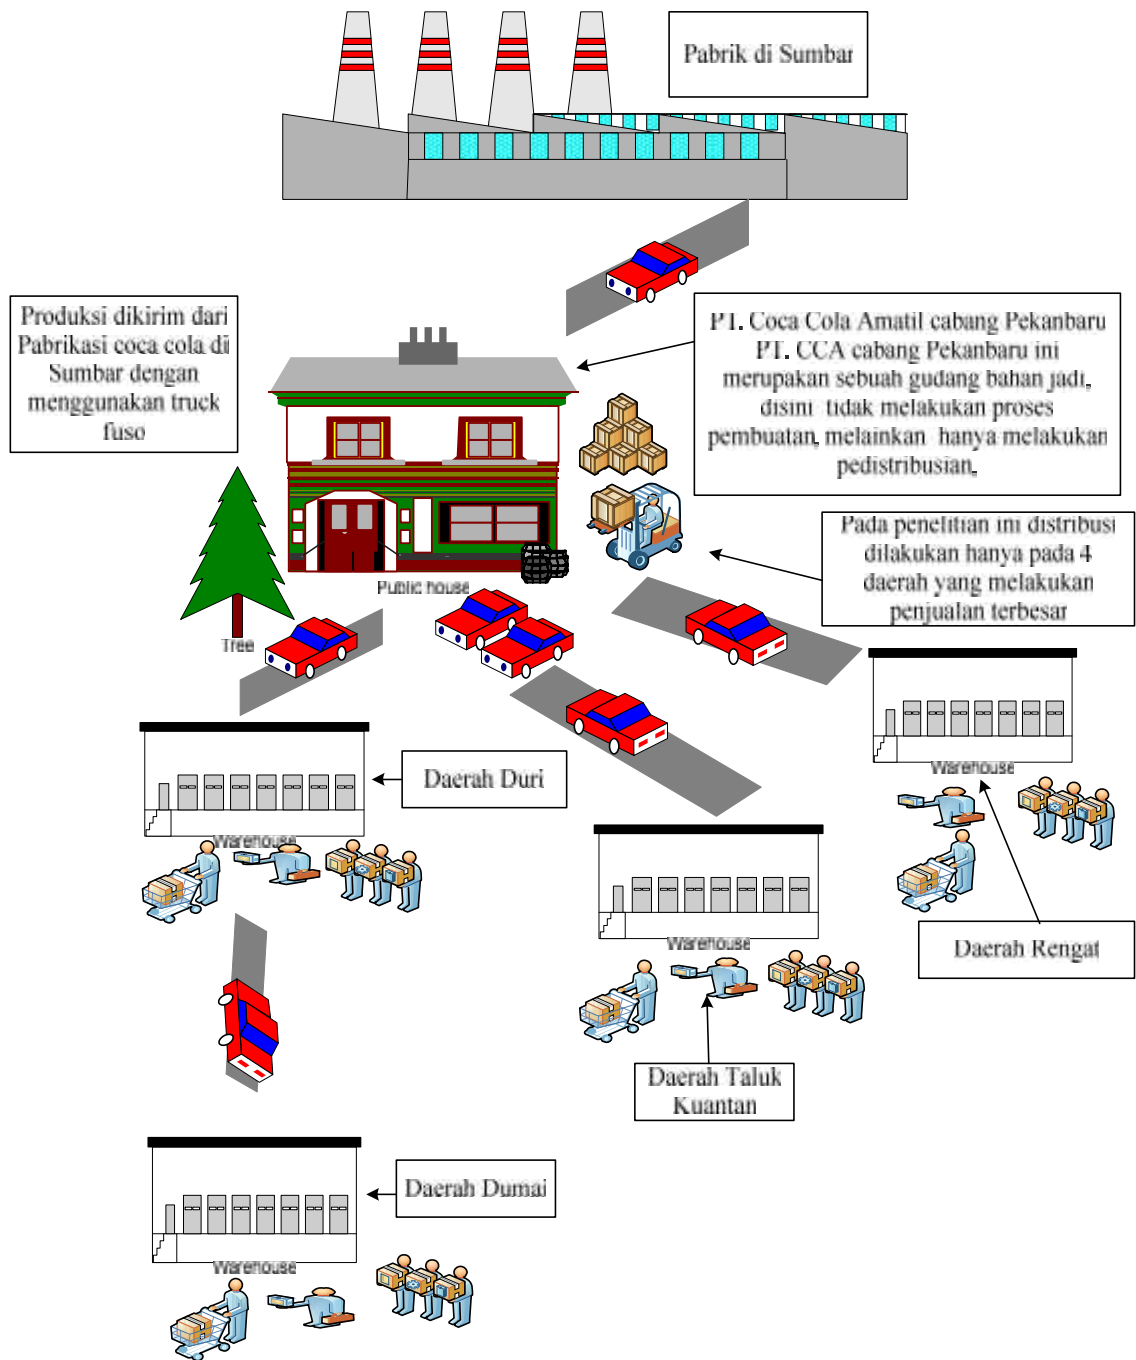 Pabrik di Sumbar
Produksi dikirim dari
Pabrikasi coca cola di
Sumbar dengan
menggunakan truck
fuso
PT. Coca Cola Amatil cabang Pekanbaru
PT. CCA cabang Pekanbaru ini
merupakan sebuah gudang bahan jadi,
disini tidak melakukan proses
pembuatan, melainkan hanya melakukan
pedistribusian,
Pada penelitian ini distribusi
dilakukan hanya pada 4
daerah yang melakukan
penjualan terbesar
Public house
Tree
Warehouse
Daerah Duri
Warehouse
Daerah Rengat
Warehouse
Daerah Taluk
Kuantan
Daerah Dumai
Warehouse